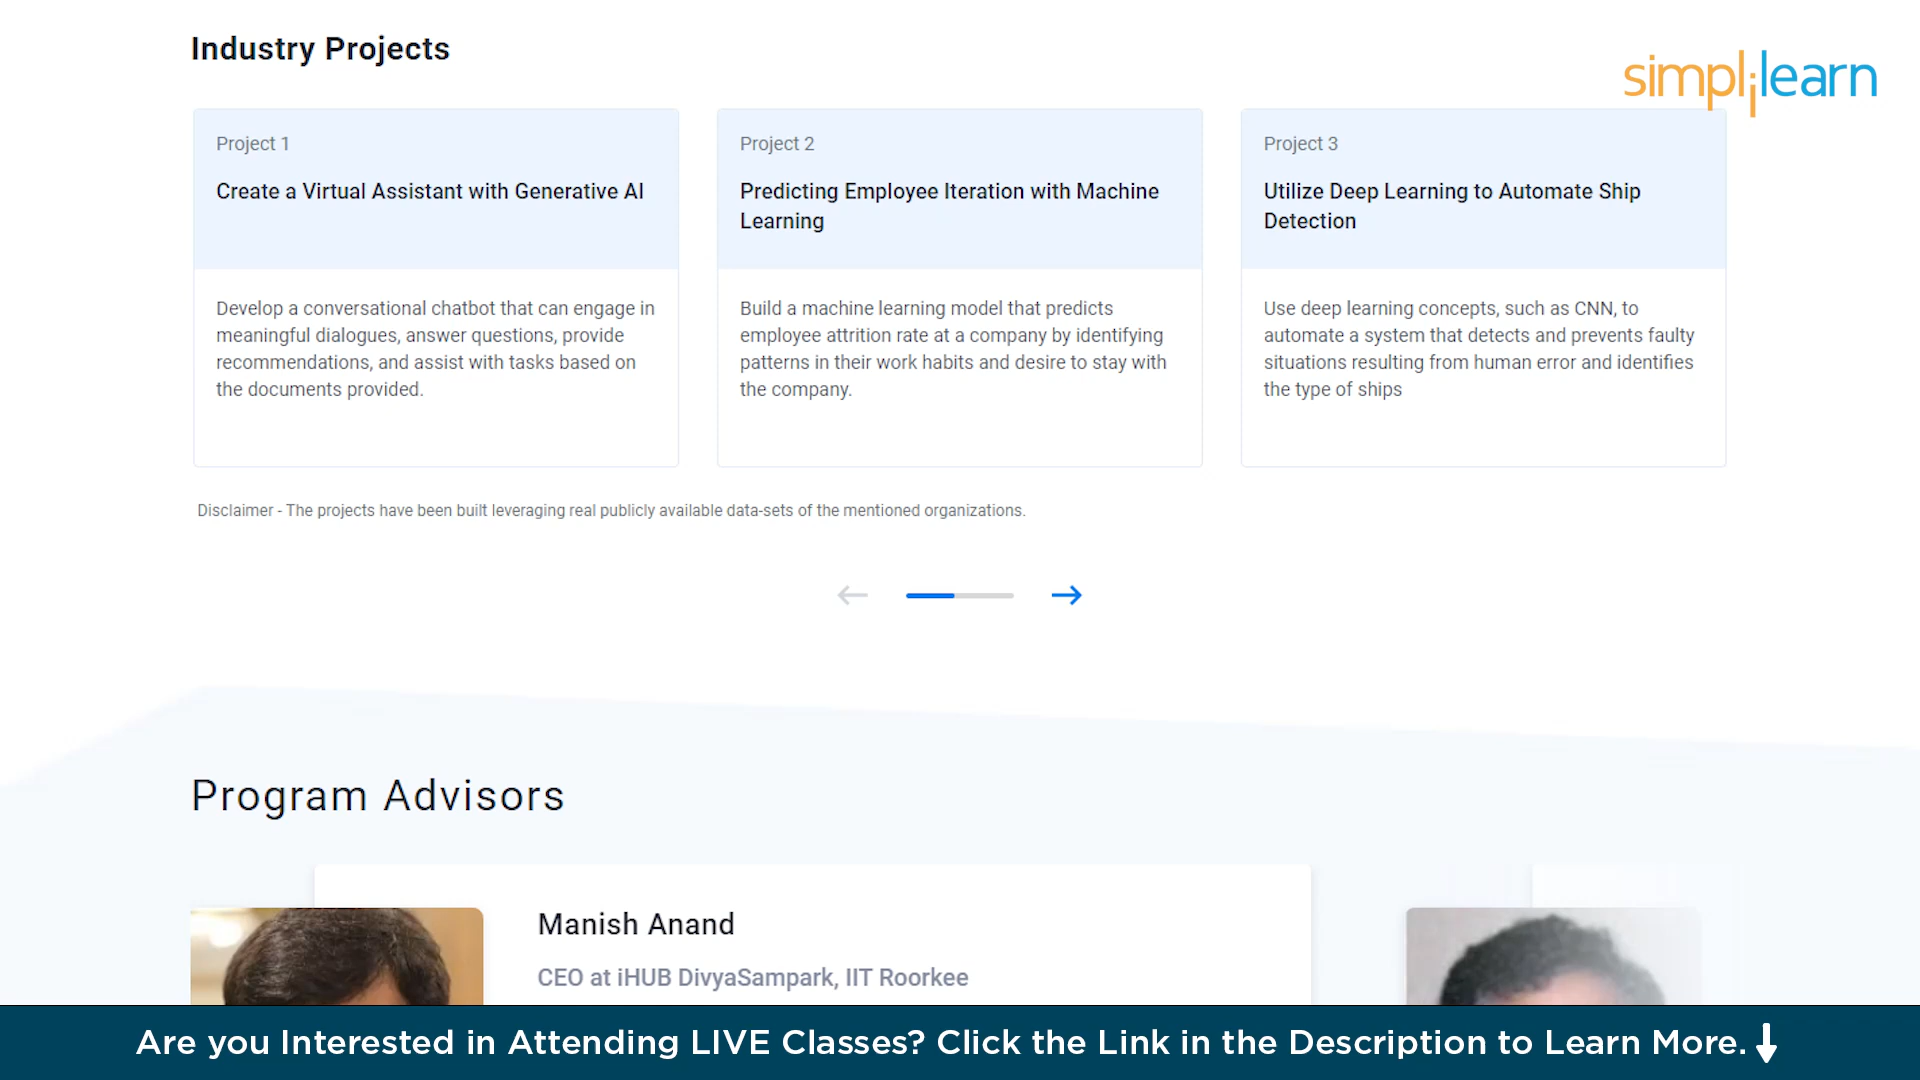 Industry Projects
simplilearn
Project 1
Create a Virtual Assistant with Generative AI
Develop a conversational chatbot that can engage in
meaningful dialogues, answer questions, provide
recommendations, and assist with tasks based on
the documents provided.
Project 2
Predicting Employee Iteration with Machine
Learning
Build a machine learning model that predicts
employee attrition rate at a company by identifying
patterns in their work habits and desire to stay with
the company.
Project 3
Utilize Deep Learning to Automate Ship
Detection
Use deep learning concepts, such as CNN, to
automate a system that detects and prevents faulty
situations resulting from human error and identifies
the type of ships
Disclaimer - The projects have been built leveraging real publicly available data-sets of the mentioned organizations.
Program Advisors
Manish Anand
CEO at iHUB DivyaSampark, IIT Roorkee
Are you Interested in Attending LIVE Classes? Click the Link in the Description to Learn More.